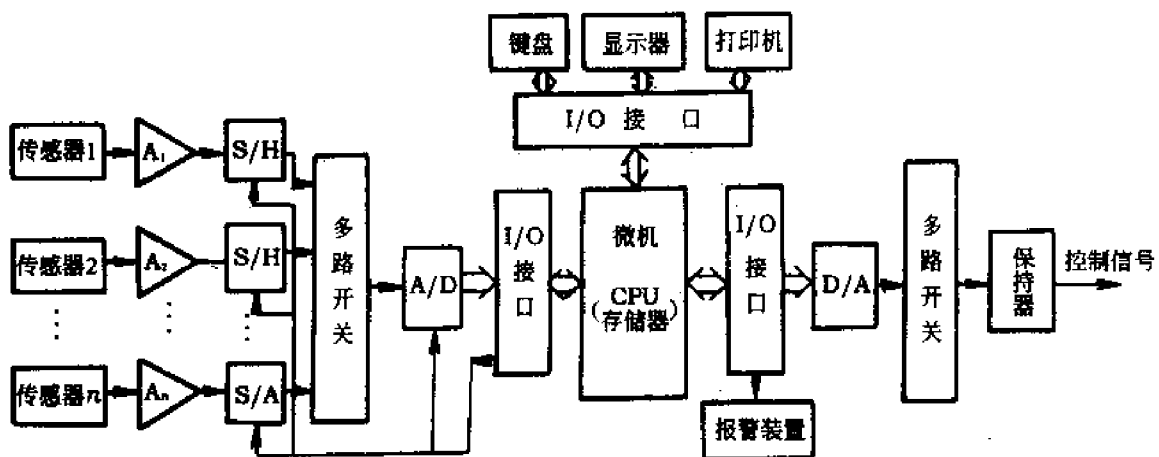 键盘
显示器
打印机
I/O 接 口
传感器1
A₁
S/H
传感器2
A₂
S/H
传感器n
Aₙ
S/A
多路开关
A/D
I/O接口
微机
CPU
(存储器)
I/O接口
D/A
多路开关
保持器
控制信号
报警装置